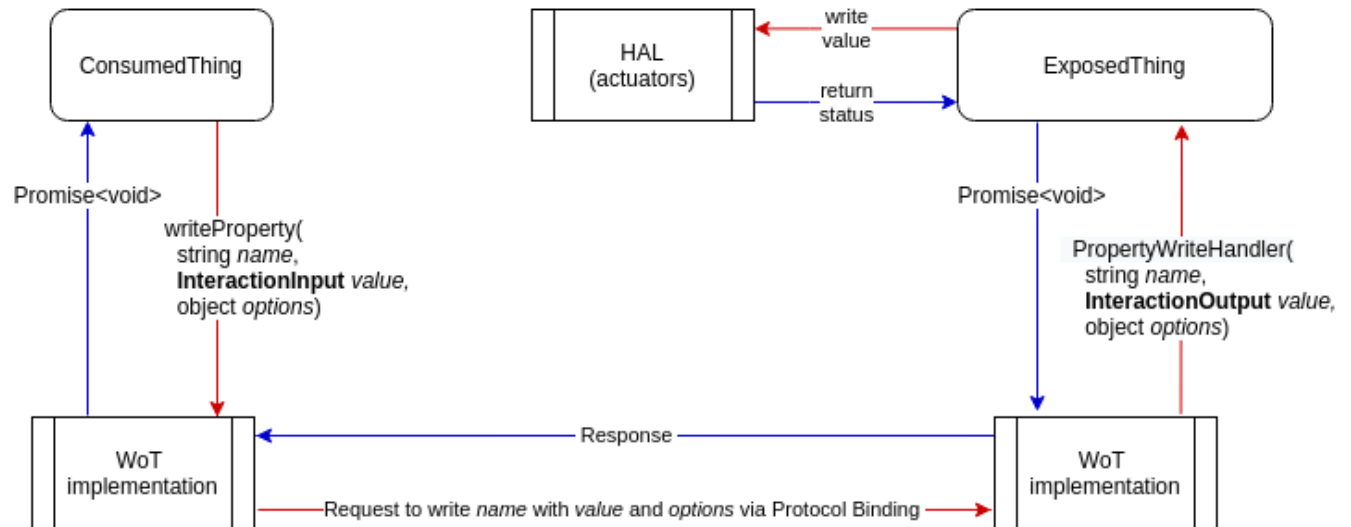 ConsumedThing
HAL
(actuators)
write
value
return
status
ExposedThing
Promise<void>
writeProperty(
string name,
InteractionInput value,
object options)
Promise<void>
PropertyWriteHandler(
string name,
InteractionOutput value,
object options)
WoT
implementation
Response
Request to write name with value and options via Protocol Binding
WoT
implementation